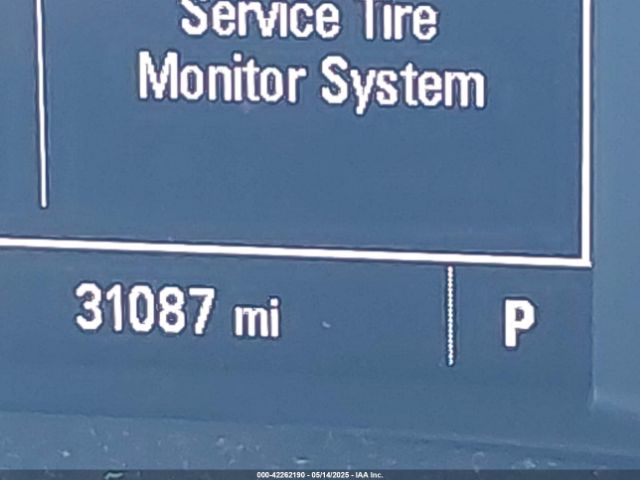 Service Tire
Monitor System
31087 mi
P
000-42262190 - 05/14/2025 - IAA Inc.